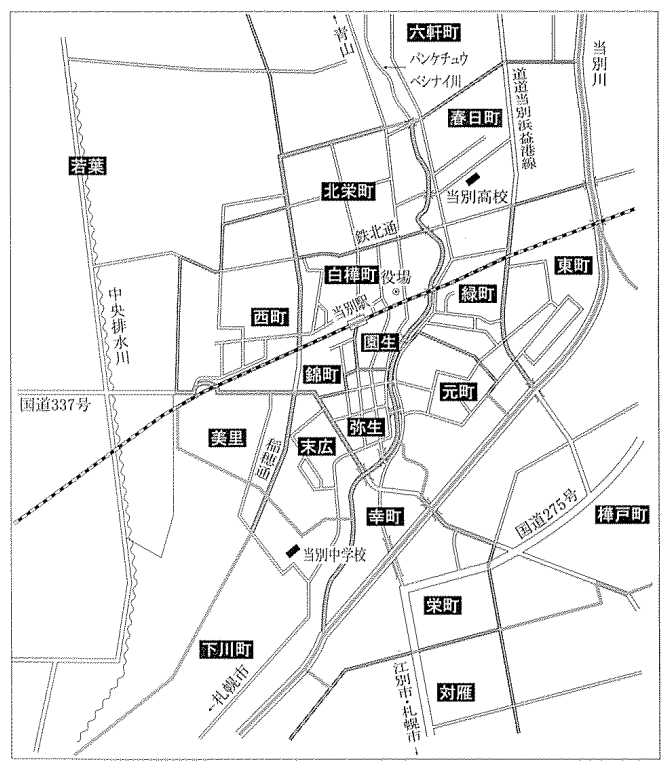 六軒町
青山
パンケチュウ
ベシナイ川
当別川
道道当別浜益港線
春日町
若葉
北栄町
当別高校
鉄北通
白樺町
役場
東町
緑町
中央排水川
西町
当別駅
園生
錦町
元町
国道337号
美里
稲穂通
末広
弥生
幸町
国道275号
樺戸町
当別中学校
栄町
下川町
←札幌市
江別市・札幌市→
対雁